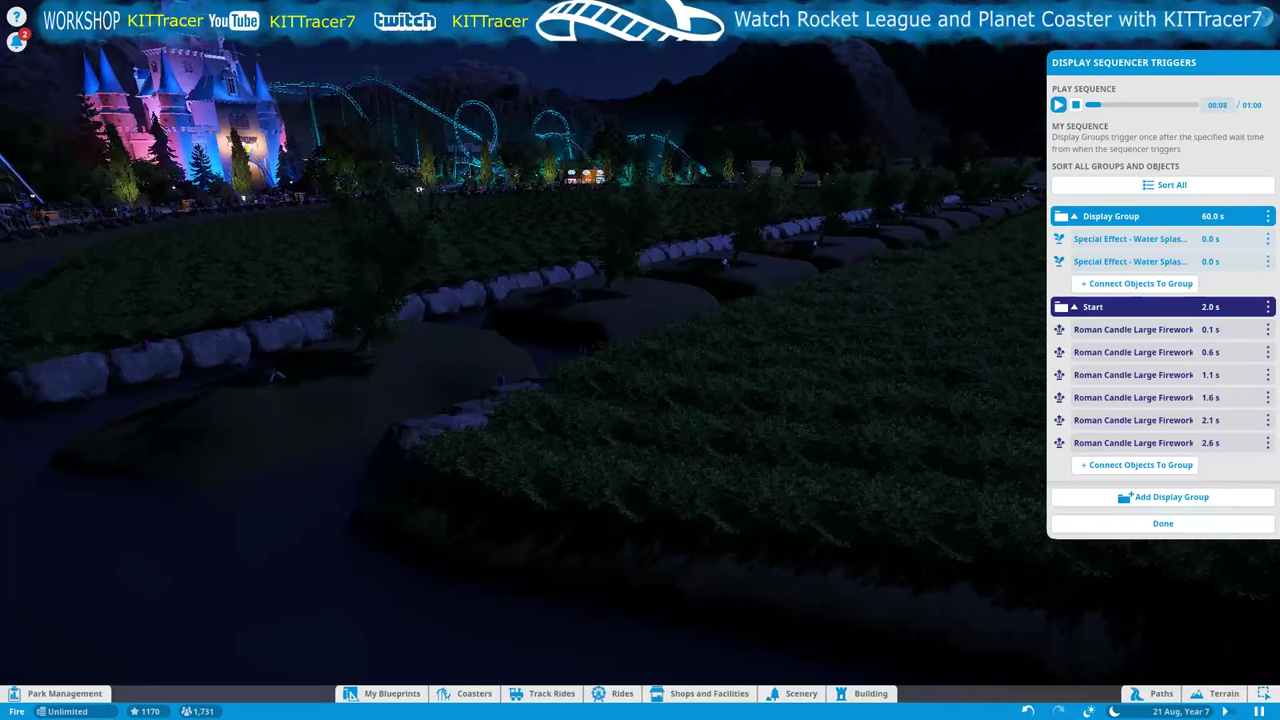 WORKSHOP KITTracer YouTube KITTracer7 twitch KITTracer Watch Rocket League and Planet Coaster with KITTracer7
?
2
DISPLAY SEQUENCER TRIGGERS
PLAY SEQUENCE
00:08 / 01:00
MY SEQUENCE
Display Groups trigger once after the specified wait time
from when the sequencer triggers
SORT ALL GROUPS AND OBJECTS
Sort All
Display Group 60.0 s
Special Effect - Water Splas... 0.0 s
Special Effect - Water Splas... 0.0 s
+ Connect Objects To Group
Start 2.0 s
Roman Candle Large Firework 0.1 s
Roman Candle Large Firework 0.6 s
Roman Candle Large Firework 1.1 s
Roman Candle Large Firework 1.6 s
Roman Candle Large Firework 2.1 s
Roman Candle Large Firework 2.6 s
+ Connect Objects To Group
Add Display Group
Done
Park Management My Blueprints Coasters Track Rides Rides Shops and Facilities Scenery Building Paths Terrain
Fire Unlimited 1170 1,731 21 Aug, Year 7